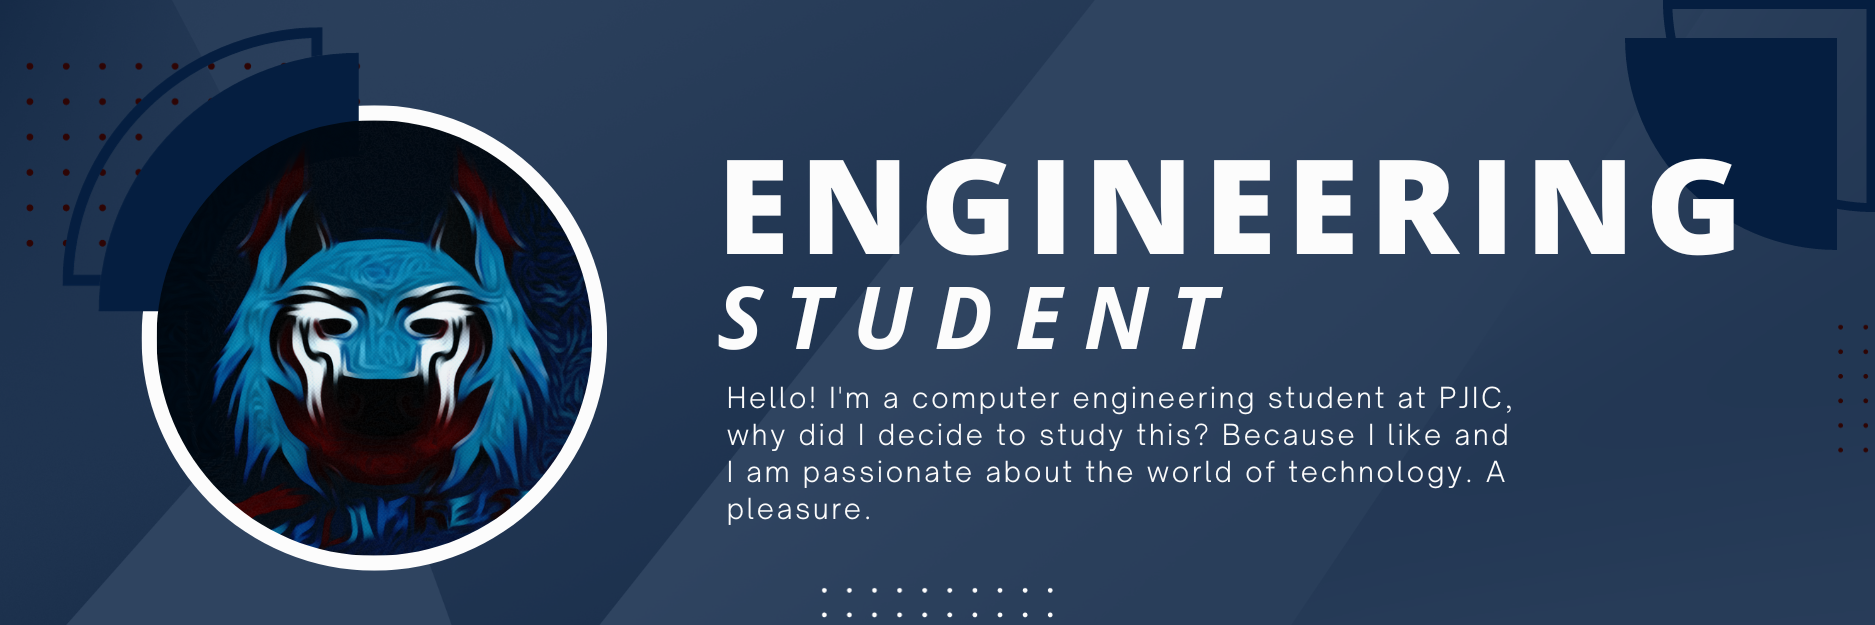 ENGINEERING
STUDENT
Hello! I'm a computer engineering student at PJIC,
why did I decide to study this? Because I like and
I am passionate about the world of technology. A
pleasure.